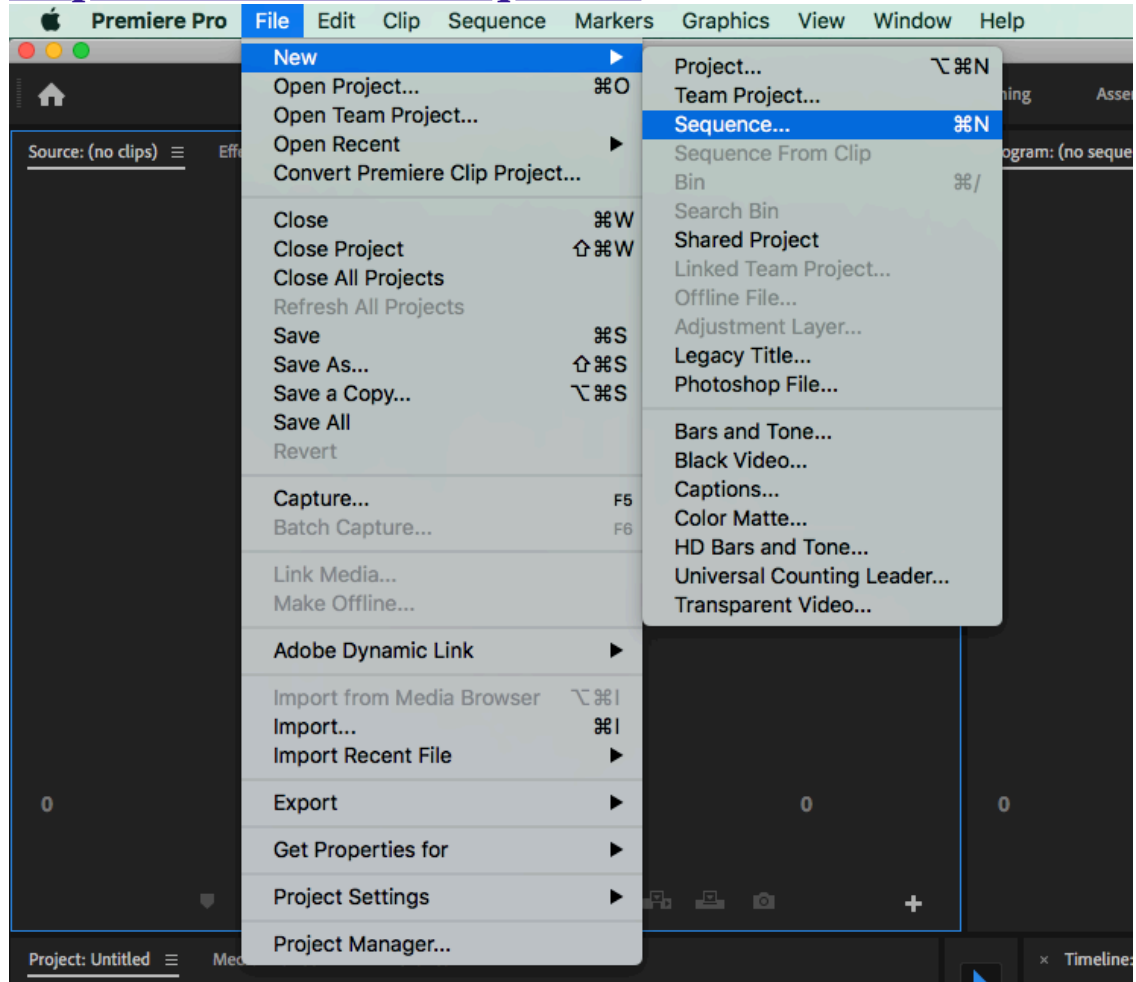 Premiere Pro File Edit Clip Sequence Markers Graphics View Window Help
New
Open Project... ⌘O
Open Team Project...
Open Recent
Convert Premiere Clip Project...
Close ⌘W
Close Project ⇧⌘W
Close All Projects
Refresh All Projects
Save ⌘S
Save As... ⇧⌘S
Save a Copy... ⌥⌘S
Save All
Revert
Capture... F5
Batch Capture... F6
Link Media...
Make Offline...
Adobe Dynamic Link
Import from Media Browser ⌥⌘I
Import... ⌘I
Import Recent File
Export
Get Properties for
Project Settings
Project Manager...
Project... ⌥⌘N
Team Project...
Sequence... ⌘N
Sequence From Clip
Bin ⌘/
Search Bin
Shared Project
Linked Team Project...
Offline File...
Adjustment Layer...
Legacy Title...
Photoshop File...
Bars and Tone...
Black Video...
Captions...
Color Matte...
HD Bars and Tone...
Universal Counting Leader...
Transparent Video...
Source: (no clips)
0
0
0
Project: Untitled
Timeline: